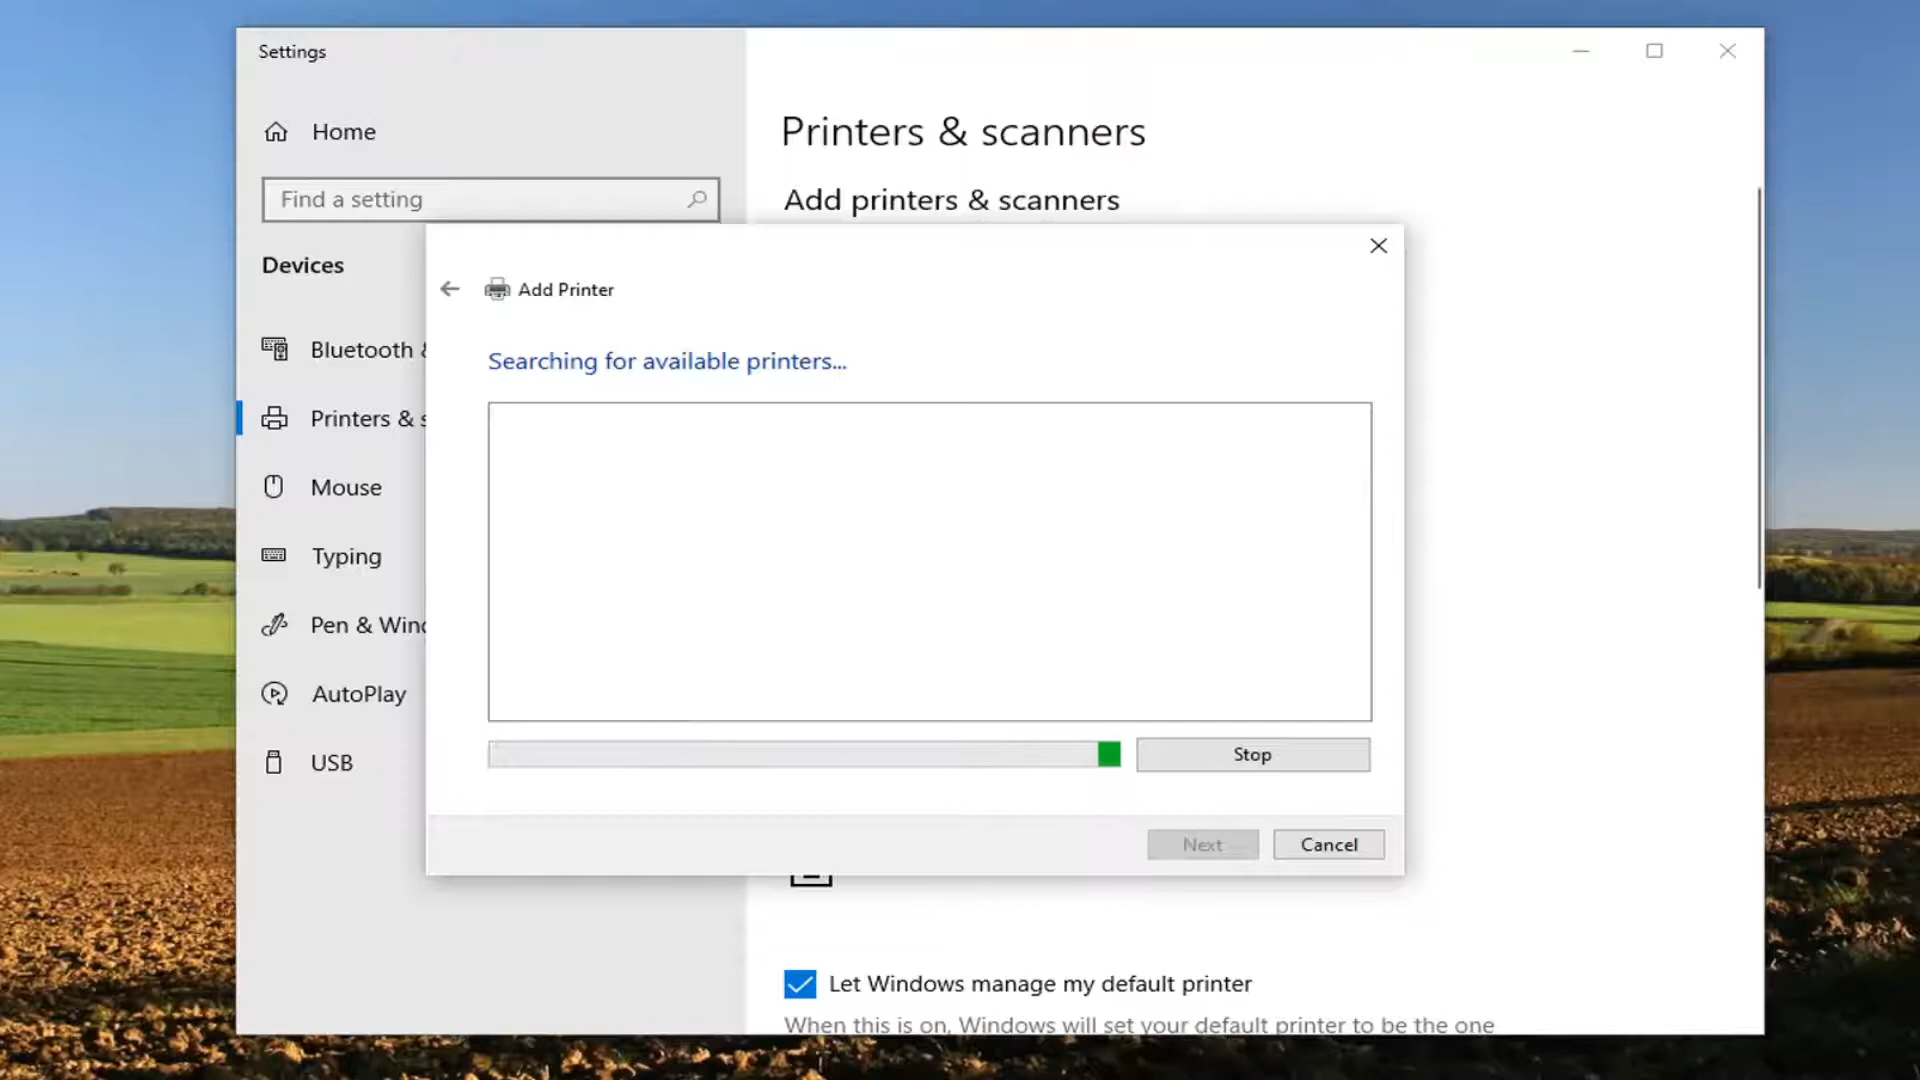 Settings
Home
Find a setting
Devices
Bluetooth &
Printers & s
Mouse
Typing
Pen & Wind
AutoPlay
USB
Printers & scanners
Add printers & scanners
Add Printer
Searching for available printers...
Stop
Next
Cancel
Let Windows manage my default printer
When this is on, Windows will set your default printer to be the one